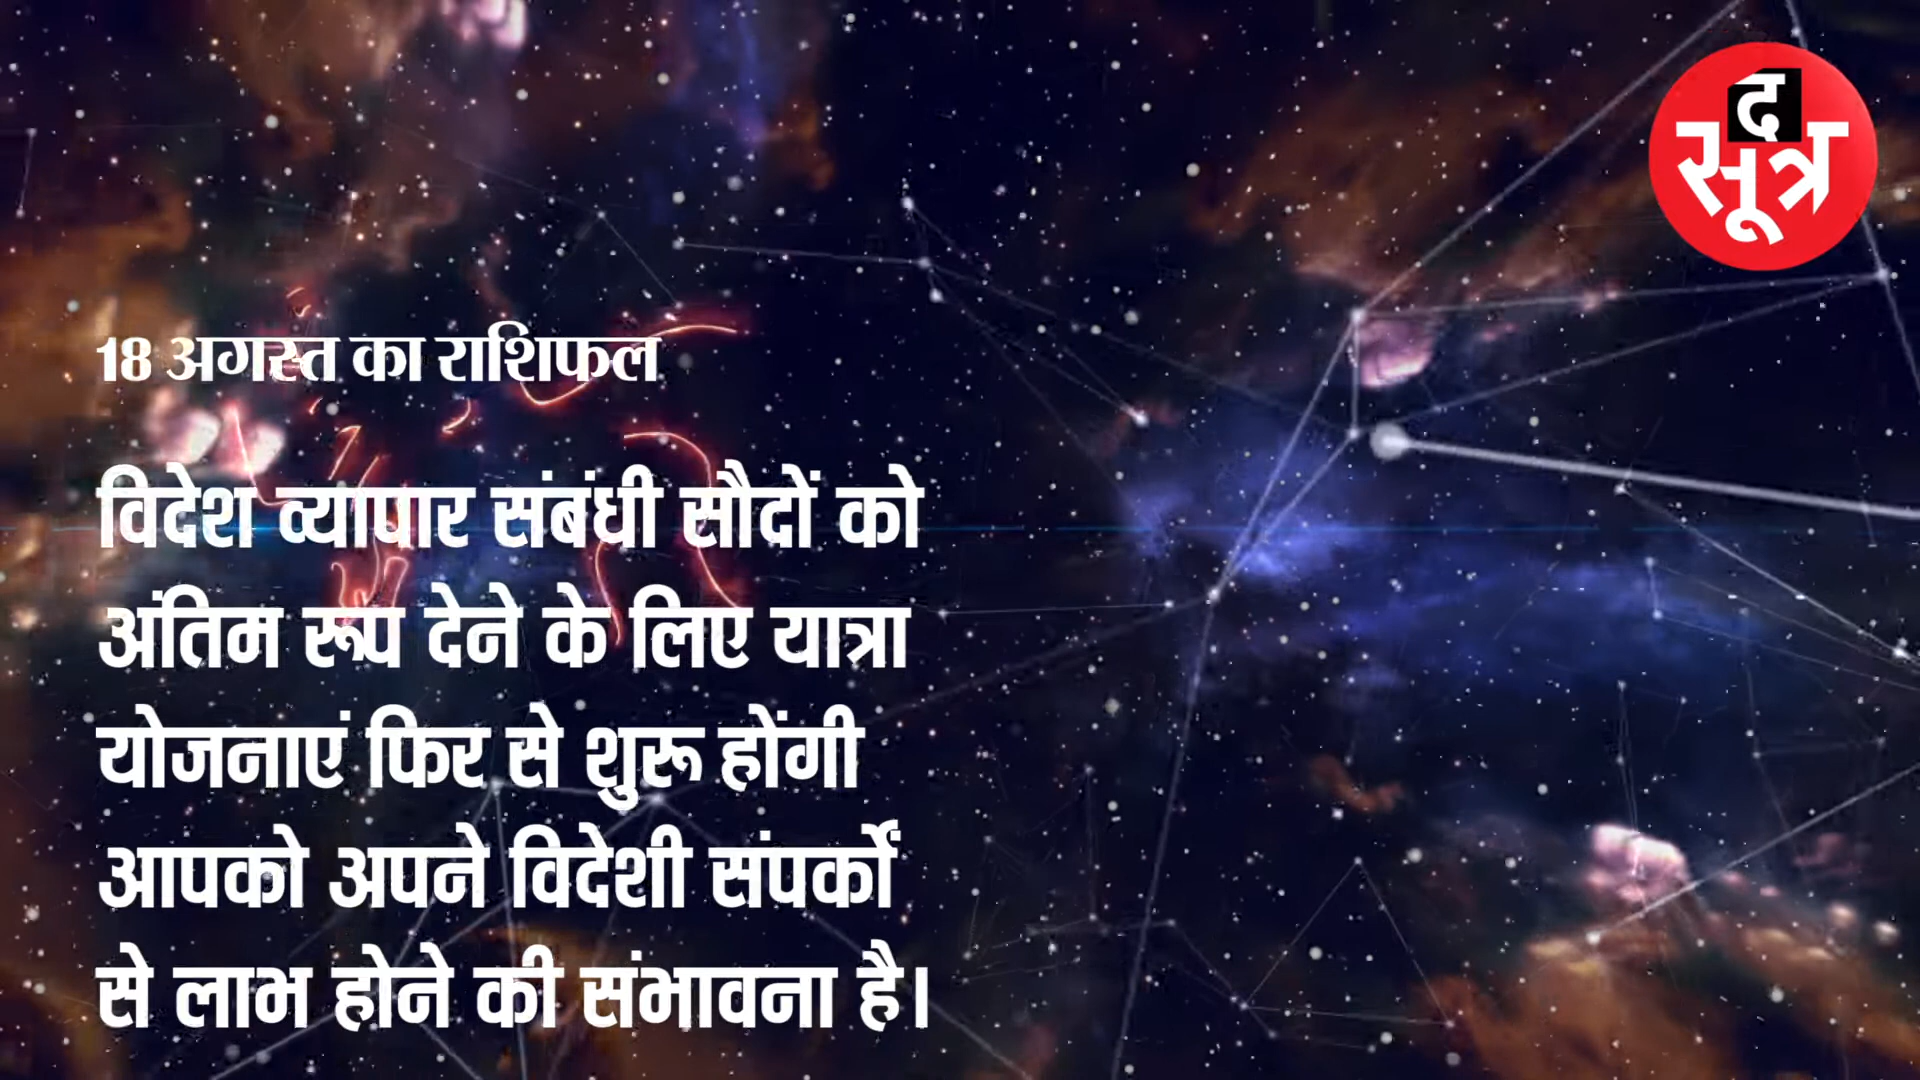 द
सूत्र
18 अगस्त का राशिफल
विदेश व्यापार संबंधी सौदों को
अंतिम रूप देने के लिए यात्रा
योजनाएं फिर से शुरू होंगी
आपको अपने विदेशी संपर्कों
से लाभ होने की संभावना है।